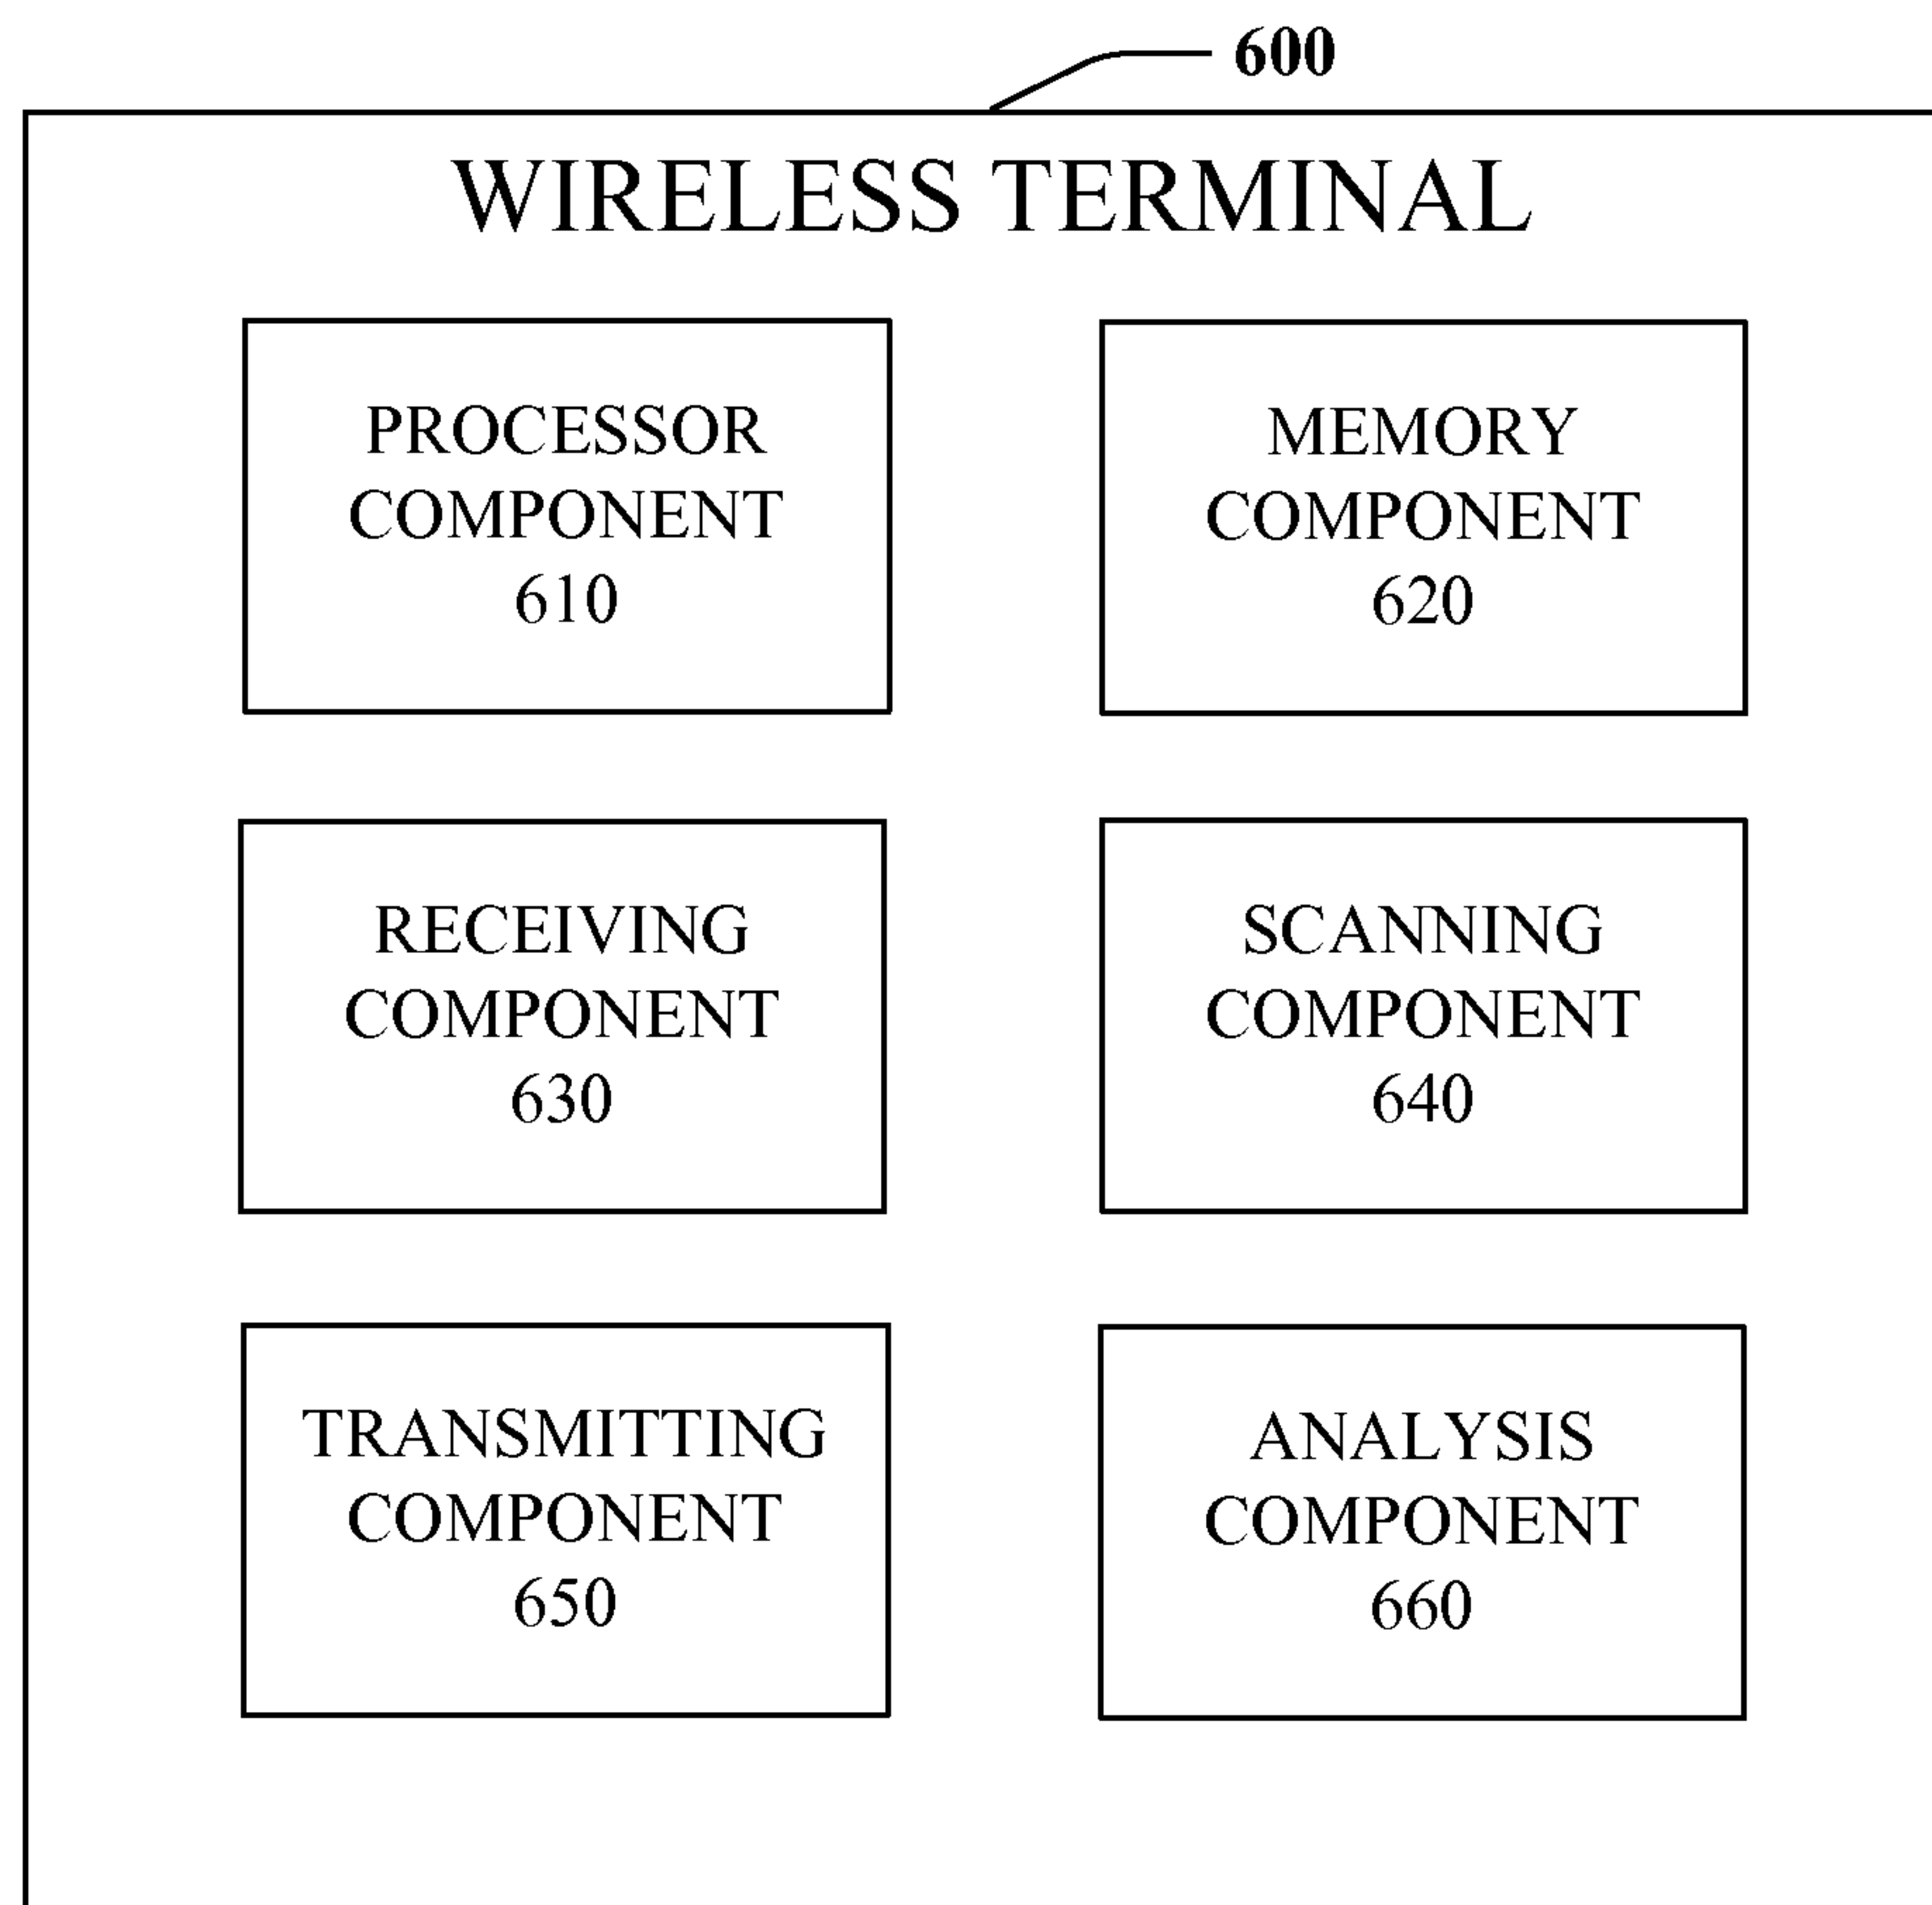 600
WIRELESS TERMINAL
PROCESSOR
COMPONENT
610
MEMORY
COMPONENT
620
RECEIVING
COMPONENT
630
SCANNING
COMPONENT
640
TRANSMITTING
COMPONENT
650
ANALYSIS
COMPONENT
660